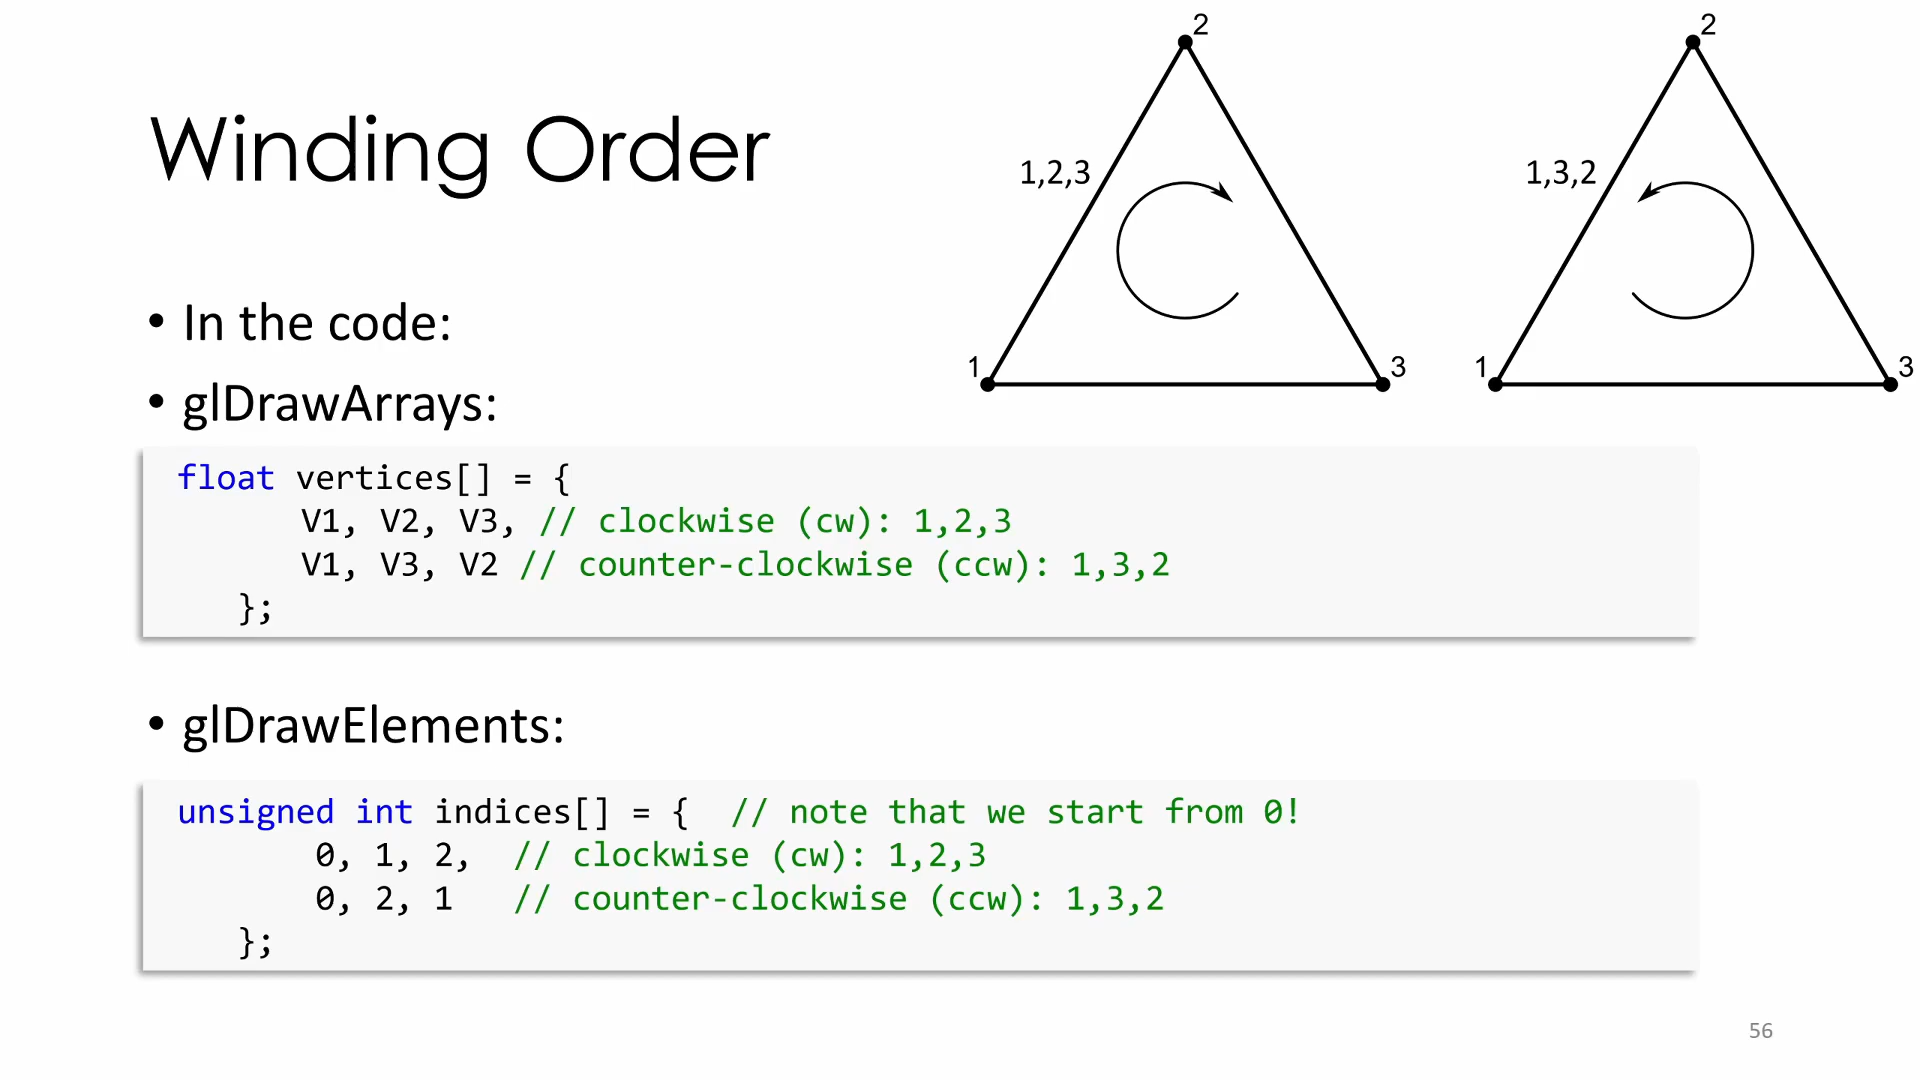 Winding Order
2
1,2,3
1
3
2
1,3,2
1
3
• In the code:
• glDrawArrays:
float vertices[] = {
V1, V2, V3, // clockwise (cw): 1,2,3
V1, V3, V2 // counter-clockwise (ccw): 1,3,2
};
• glDrawElements:
unsigned int indices[] = { // note that we start from 0!
0, 1, 2, // clockwise (cw): 1,2,3
0, 2, 1 // counter-clockwise (ccw): 1,3,2
};
56